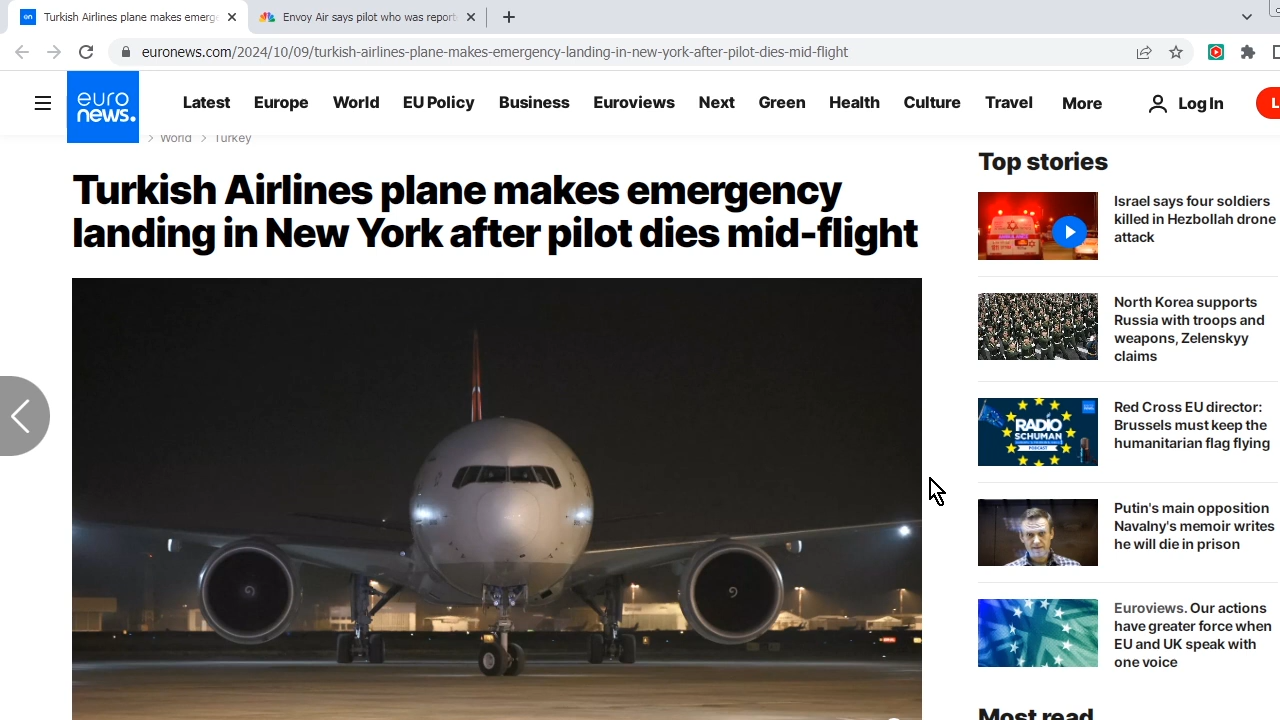 Turkish Airlines plane makes emerge
Envoy Air says pilot who was report
euronews.com/2024/10/09/turkish-airlines-plane-makes-emergency-landing-in-new-york-after-pilot-dies-mid-flight
euro
news.
Latest
Europe
World
EU Policy
Business
Euroviews
Next
Green
Health
Culture
Travel
More
Log In
L
> World > Turkey
Turkish Airlines plane makes emergency
landing in New York after pilot dies mid-flight
Top stories
Israel says four soldiers
killed in Hezbollah drone
attack
North Korea supports
Russia with troops and
weapons, Zelenskyy
claims
RADIO
SCHUMAN
PODCAST
Red Cross EU director:
Brussels must keep the
humanitarian flag flying
Putin's main opposition
Navalny's memoir writes
he will die in prison
Euroviews. Our actions
have greater force when
EU and UK speak with
one voice
Most read